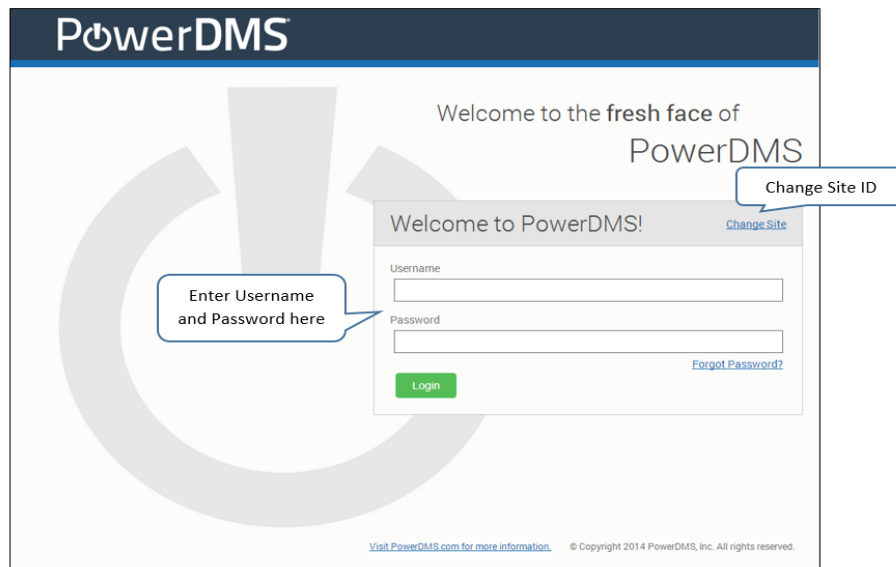 PowerDMS
Welcome to the fresh face of
PowerDMS
Change Site ID
Welcome to PowerDMS!
Change Site
Username
Enter Username
and Password here
Password
Forgot Password?
Login
Visit PowerDMS.com for more information.
© Copyright 2014 PowerDMS, Inc. All rights reserved.